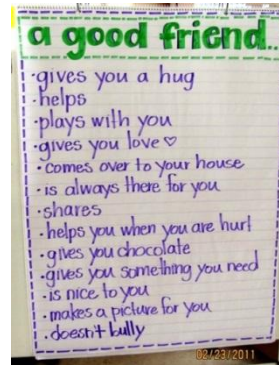 a good friend...
·gives you a hug
·helps
·plays with you
·gives you love♡
·comes over to your house
·is always there for you
·shares
·helps you when you are hurt
·gives you chocolate
·gives you something you need
·is nice to you
·makes a picture for you
·doesn't bully
02/23/2011